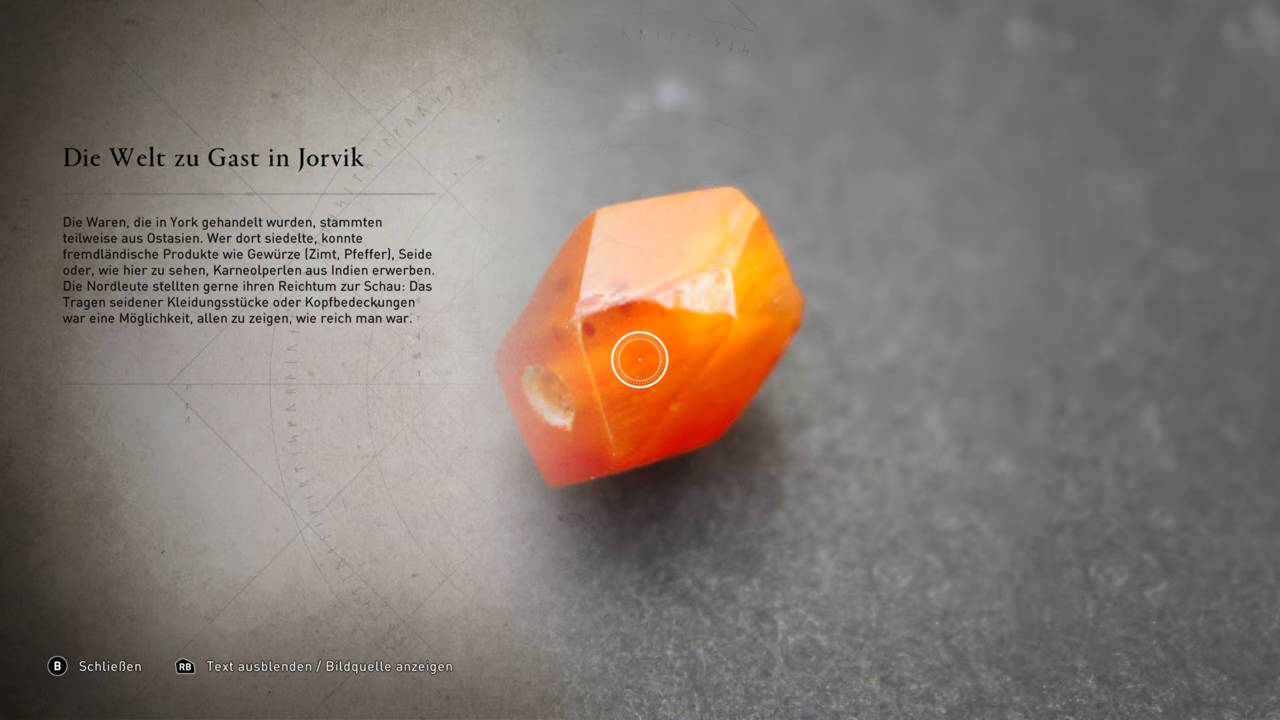 Die Welt zu Gast in Jorvik
Die Waren, die in York gehandelt wurden, stammten
teilweise aus Ostasien. Wer dort siedelte, konnte
fremdländische Produkte wie Gewürze (Zimt, Pfeffer), Seide
oder, wie hier zu sehen, Karneolperlen aus Indien erwerben.
Die Nordleute stellten gerne ihren Reichtum zur Schau: Das
Tragen seidener Kleidungsstücke oder Kopfbedeckungen
war eine Möglichkeit, allen zu zeigen, wie reich man war.
B Schließen RB Text ausblenden / Bildquelle anzeigen